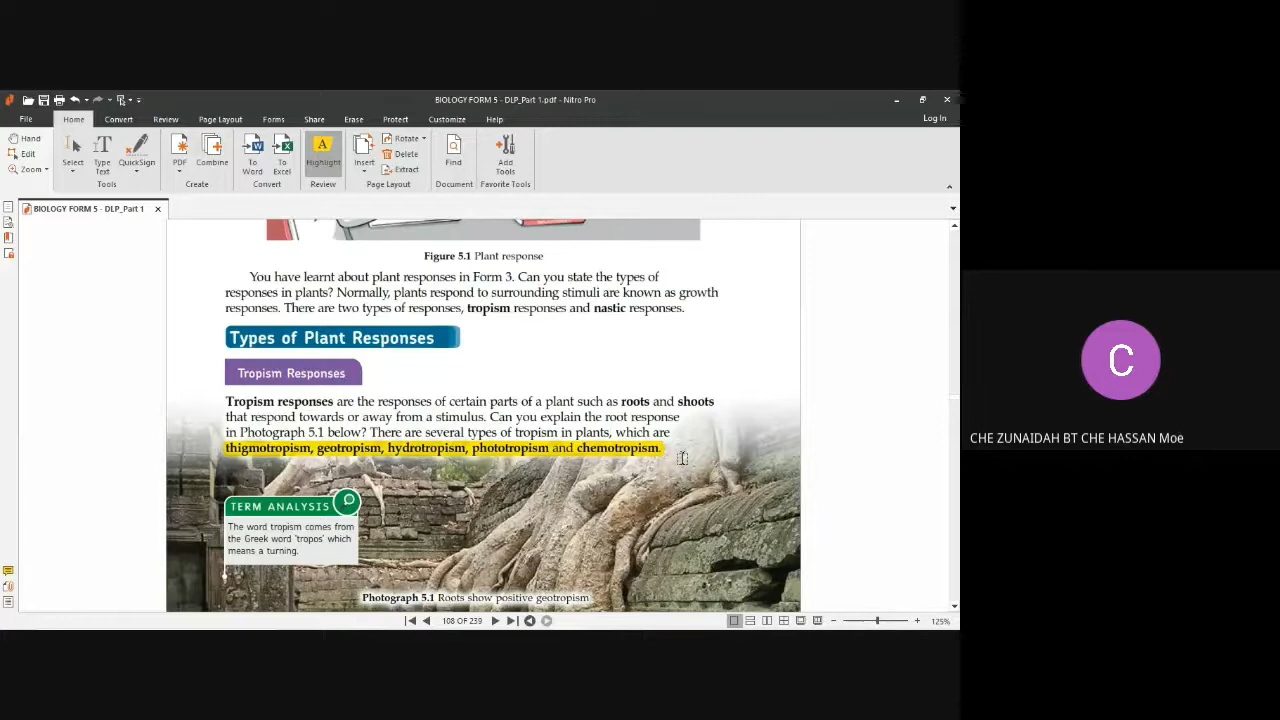 BIOLOGY FORM 5 - DLP_Part 1.pdf - Nitro Pro
File Home Convert Review Page Layout Forms Share Erase Protect Customize Help Log In
Hand Edit Zoom
Select Type Text QuickSign
Tools
PDF Combine
Create
To Word To Excel
Convert
Highlight
Review
Insert Rotate Delete Extract
Page Layout
Find
Document
Add Tools
Favorite Tools
BIOLOGY FORM 5 - DLP_Part 1
Figure 5.1 Plant response
You have learnt about plant responses in Form 3. Can you state the types of
responses in plants? Normally, plants respond to surrounding stimuli are known as growth
responses. There are two types of responses, tropism responses and nastic responses.
Types of Plant Responses
Tropism Responses
Tropism responses are the responses of certain parts of a plant such as roots and shoots
that respond towards or away from a stimulus. Can you explain the root response
in Photograph 5.1 below? There are several types of tropism in plants, which are
thigmotropism, geotropism, hydrotropism, phototropism and chemotropism.
TERM ANALYSIS
The word tropism comes from
the Greek word 'tropos' which
means a turning.
Photograph 5.1 Roots show positive geotropism
108 OF 239
125%
C
CHE ZUNAIDAH BT CHE HASSAN Moe